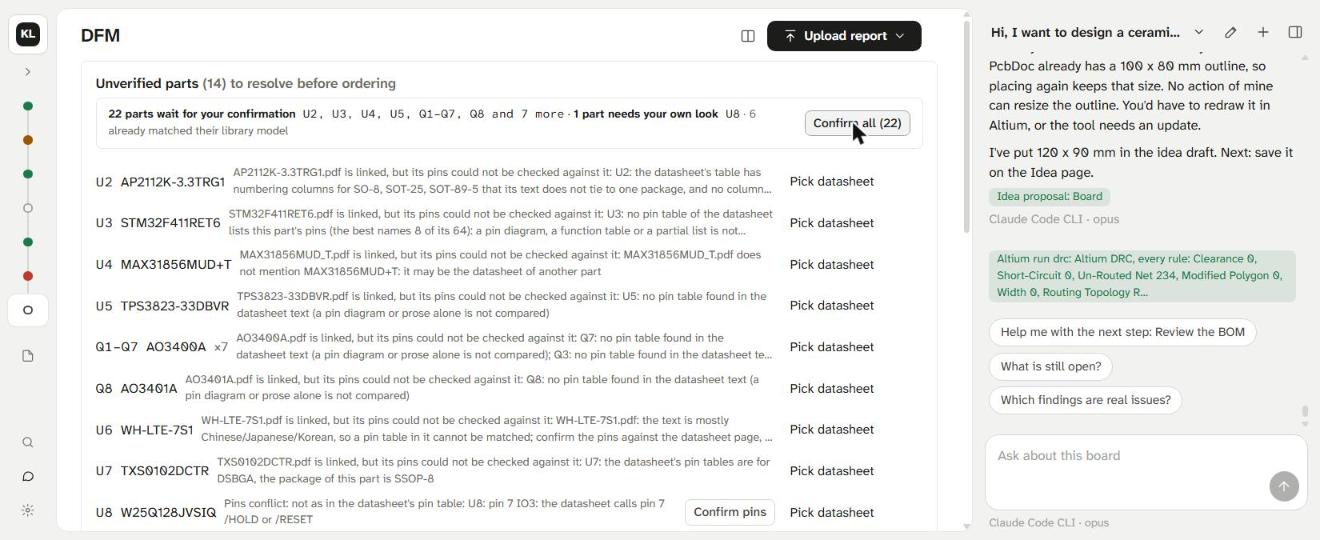 KL
DFM
Upload report
Unverified parts (14) to resolve before ordering
22 parts wait for your confirmation U2, U3, U4, U5, Q1-Q7, Q8 and 7 more · 1 part needs your own look U8 · 6
already matched their library model
Confirm all (22)
U2 AP2112K-3.3TRG1 AP2112K-3.3TRG1.pdf is linked, but its pins could not be checked against it: U2: the datasheet's table has
numbering columns for SO-8, SOT-25, SOT-89-5 that its text does not tie to one package, and no column...
Pick datasheet
U3 STM32F411RET6 STM32F411RET6.pdf is linked, but its pins could not be checked against it: U3: no pin table of the datasheet
lists this part's pins (the best names 8 of its 64): a pin diagram, a function table or a partial list is not...
Pick datasheet
U4 MAX31856MUD+T MAX31856MUD_T.pdf is linked, but its pins could not be checked against it: MAX31856MUD_T.pdf does
not mention MAX31856MUD+T: it may be the datasheet of another part
Pick datasheet
U5 TPS3823-33DBVR TPS3823-33DBVR.pdf is linked, but its pins could not be checked against it: U5: no pin table found in the
datasheet text (a pin diagram or prose alone is not compared)
Pick datasheet
Q1-Q7 AO3400A ×7 AO3400A.pdf is linked, but its pins could not be checked against it: Q7: no pin table found in the
datasheet text (a pin diagram or prose alone is not compared); Q3: no pin table found in the datasheet te...
Pick datasheet
Q8 AO3401A AO3401A.pdf is linked, but its pins could not be checked against it: Q8: no pin table found in the datasheet text (a
pin diagram or prose alone is not compared)
Pick datasheet
U6 WH-LTE-7S1 WH-LTE-7S1.pdf is linked, but its pins could not be checked against it: WH-LTE-7S1.pdf: the text is mostly
Chinese/Japanese/Korean, so a pin table in it cannot be matched; confirm the pins against the datasheet page, ...
Pick datasheet
U7 TXS0102DCTR TXS0102DCTR.pdf is linked, but its pins could not be checked against it: U7: the datasheet's pin tables are for
DSBGA, the package of this part is SSOP-8
Pick datasheet
U8 W25Q128JVSIQ Pins conflict: not as in the datasheet's pin table: U8: pin 7 IO3: the datasheet calls pin 7
/HOLD or /RESET
Confirm pins
Pick datasheet
Hi, I want to design a cerami...
PcbDoc already has a 100 x 80 mm outline, so
placing again keeps that size. No action of mine
can resize the outline. You'd have to redraw it in
Altium, or the tool needs an update.
I've put 120 x 90 mm in the idea draft. Next: save it
on the Idea page.
Idea proposal: Board
Claude Code CLI · opus
Altium run drc: Altium DRC, every rule: Clearance 0,
Short-Circuit 0, Un-Routed Net 234, Modified Polygon 0,
Width 0, Routing Topology R...
Help me with the next step: Review the BOM
What is still open?
Which findings are real issues?
Ask about this board
Claude Code CLI · opus